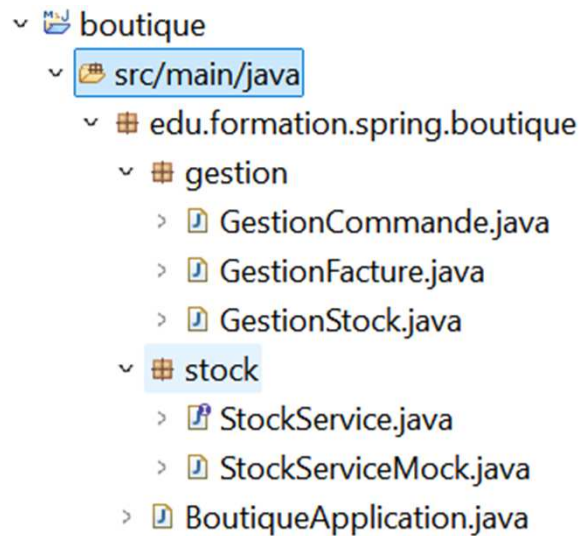 boutique
src/main/java
edu.formation.spring.boutique
gestion
GestionCommande.java
GestionFacture.java
GestionStock.java
stock
StockService.java
StockServiceMock.java
BoutiqueApplication.java